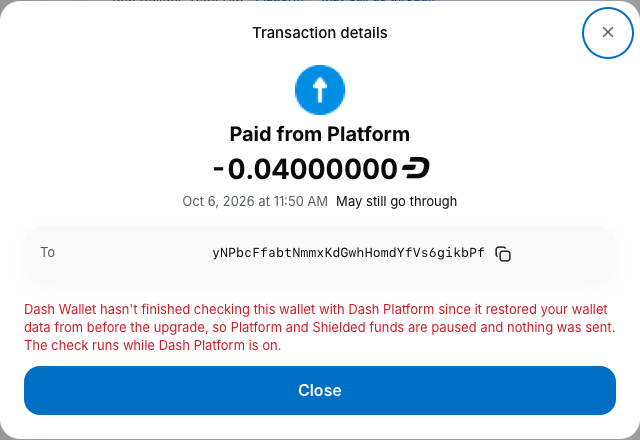 Transaction details
Paid from Platform
-0.04000000
Oct 6, 2026 at 11:50 AM May still go through
To yNPbcFfabtNmmxKdGwhHomdYfVs6gikbPf
Dash Wallet hasn't finished checking this wallet with Dash Platform since it restored your wallet
data from before the upgrade, so Platform and Shielded funds are paused and nothing was sent.
The check runs while Dash Platform is on.
Close